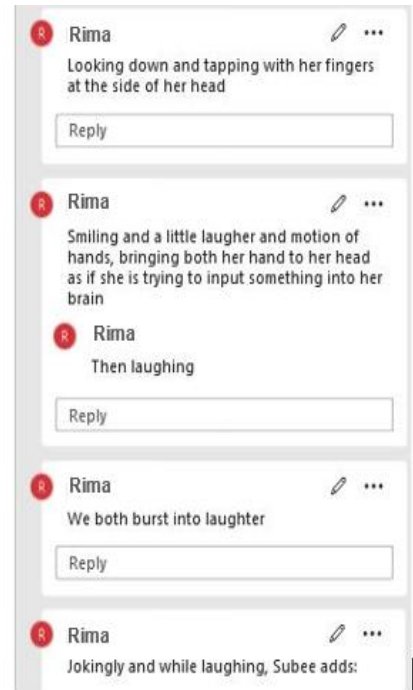 R Rima
Looking down and tapping with her fingers
at the side of her head
Reply
R Rima
Smiling and a little laugher and motion of
hands, bringing both her hand to her head
as if she is trying to input something into her
brain
R Rima
Then laughing
Reply
R Rima
We both burst into laughter
Reply
R Rima
Jokingly and while laughing, Subee adds: